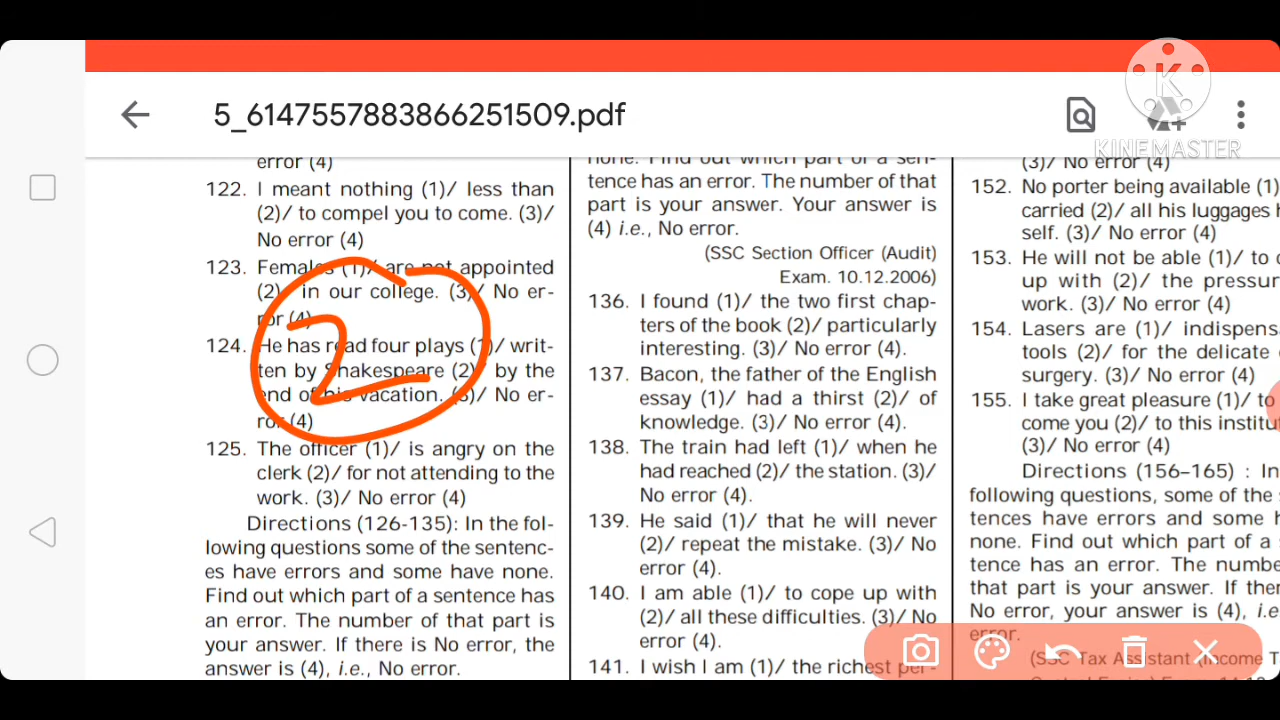 5_6147557883866251509.pdf
KINEMASTER
error (4)
122. I meant nothing (1)/ less than
(2)/ to compel you to come. (3)/
No error (4)
123. Females (1)/ are not appointed
(2)/ in our college. (3)/ No er-
ror (4)
124. He has read four plays (1)/ writ-
ten by Shakespeare (2)/ by the
end of his vacation. (3)/ No er-
ror (4)
2
125. The officer (1)/ is angry on the
clerk (2)/ for not attending to the
work. (3)/ No error (4)
Directions (126-135): In the fol-
lowing questions some of the sentenc-
es have errors and some have none.
Find out which part of a sentence has
an error. The number of that part is
your answer. If there is No error, the
answer is (4), i.e., No error.
none. Find out which part of a sen-
tence has an error. The number of that
part is your answer. Your answer is
(4) i.e., No error.
(SSC Section Officer (Audit)
Exam. 10.12.2006)
136. I found (1)/ the two first chap-
ters of the book (2)/ particularly
interesting. (3)/ No error (4).
137. Bacon, the father of the English
essay (1)/ had a thirst (2)/ of
knowledge. (3)/ No error (4).
138. The train had left (1)/ when he
had reached (2)/ the station. (3)/
No error (4).
139. He said (1)/ that he will never
(2)/ repeat the mistake. (3)/ No
error (4).
140. I am able (1)/ to cope up with
(2)/ all these difficulties. (3)/ No
error (4).
141. I wish I am (1)/ the richest per-
(3)/ No error (4)
152. No porter being available (1)
carried (2)/ all his luggages h
self. (3)/ No error (4)
153. He will not be able (1)/ to c
up with (2)/ the pressur
work. (3)/ No error (4)
154. Lasers are (1)/ indispens
tools (2)/ for the delicate
surgery. (3)/ No error (4)
155. I take great pleasure (1)/ to
come you (2)/ to this institu
(3)/ No error (4)
Directions (156–165) : In
following questions, some of the s
tences have errors and some h
none. Find out which part of a s
tence has an error. The numbe
that part is your answer. If ther
No error, your answer is (4), i.e
error.
(SSC Tax Assistant (Income T